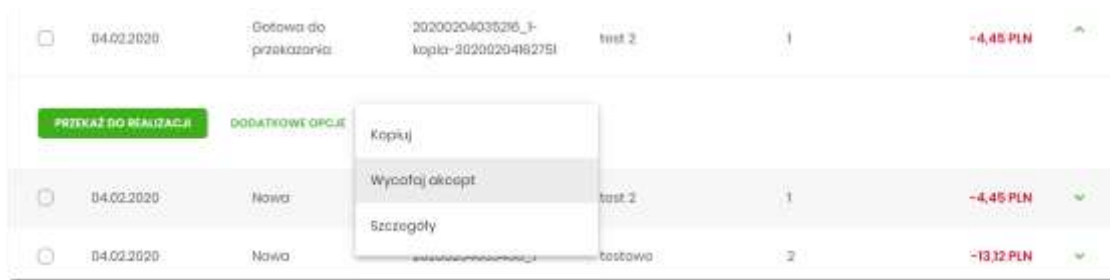 04.02.2020 Gotowa do przekazania 20200204035216_1-kopia-20200204162751 test 2 1 -4,45 PLN
PRZEKAŻ DO REALIZACJI DODATKOWE OPCJE
Kopiuj
Wycofaj akcept
Szczegóły
04.02.2020 Nowa test 2 1 -4,45 PLN
04.02.2020 Nowa testowa 2 -13,12 PLN